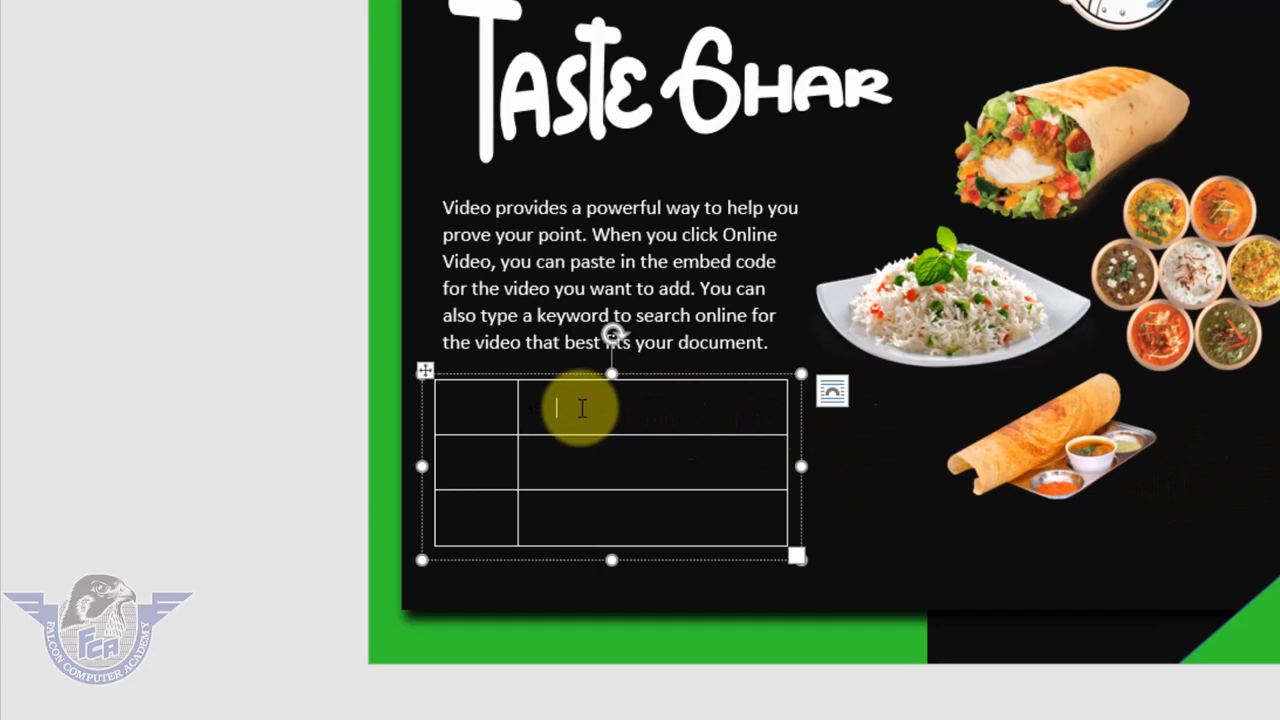 TASTE GHAR
Video provides a powerful way to help you
prove your point. When you click Online
Video, you can paste in the embed code
for the video you want to add. You can
also type a keyword to search online for
the video that best fits your document.
FCA
FALCON COMPUTER ACADEMY